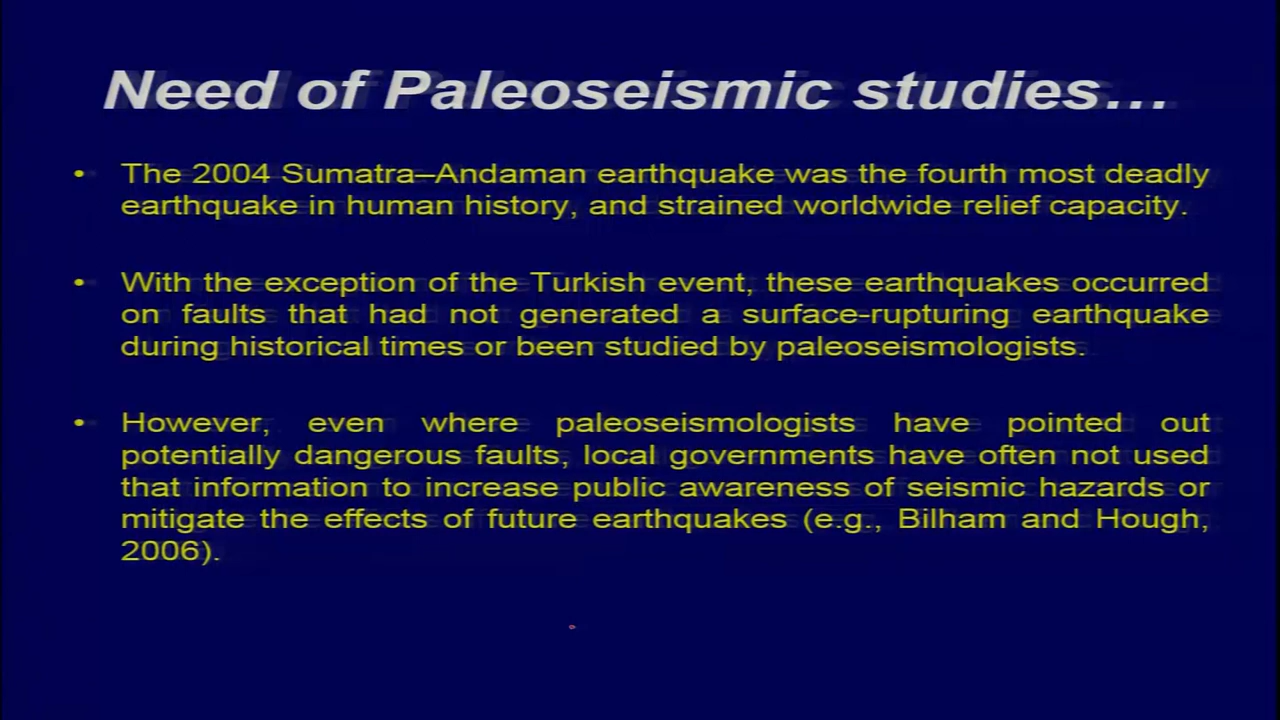 Need of Paleoseismic studies…
• The 2004 Sumatra–Andaman earthquake was the fourth most deadly
earthquake in human history, and strained worldwide relief capacity.
• With the exception of the Turkish event, these earthquakes occurred
on faults that had not generated a surface-rupturing earthquake
during historical times or been studied by paleoseismologists.
• However, even where paleoseismologists have pointed out
potentially dangerous faults, local governments have often not used
that information to increase public awareness of seismic hazards or
mitigate the effects of future earthquakes (e.g., Bilham and Hough,
2006).